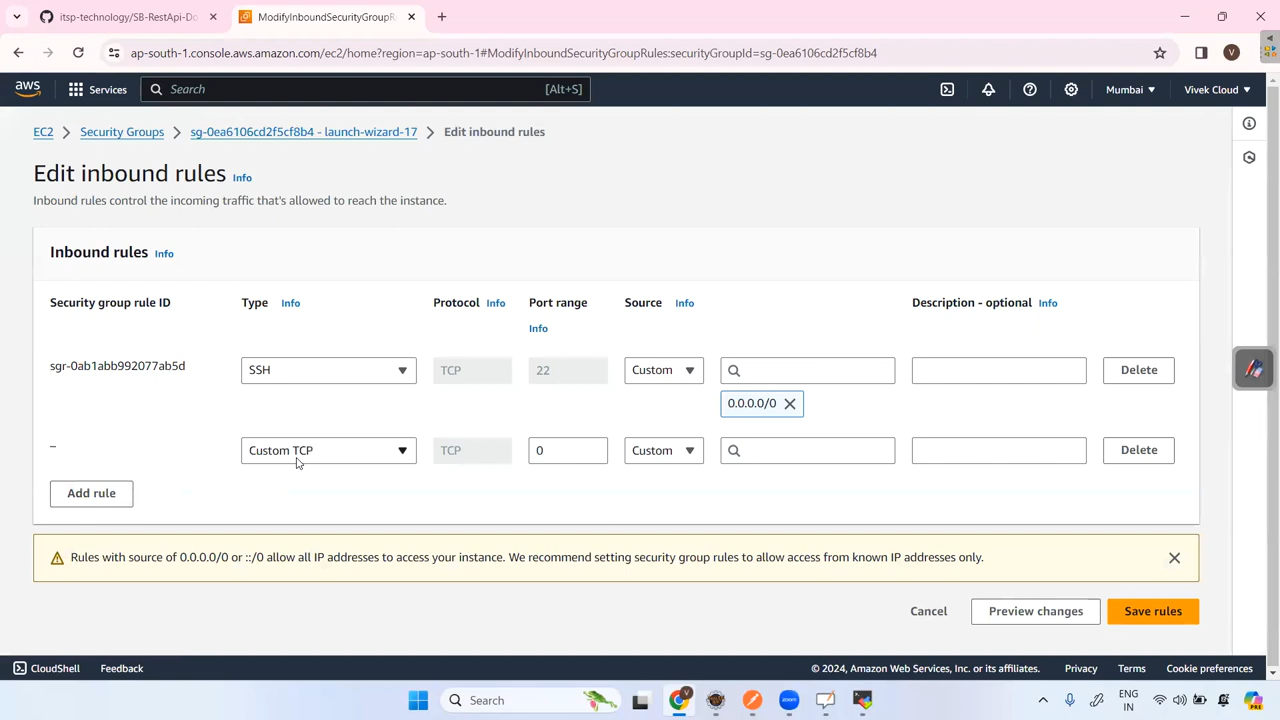 itsp-technology/SB-RestApi-Do
ModifyInboundSecurityGroupR
ap-south-1.console.aws.amazon.com/ec2/home?region=ap-south-1#ModifyInboundSecurityGroupRules:securityGroupId=sg-0ea6106cd2f5cf8b4
V
aws
Services
Search
[Alt+S]
Mumbai
Vivek Cloud
EC2
Security Groups
sg-0ea6106cd2f5cf8b4 - launch-wizard-17
Edit inbound rules
Edit inbound rules Info
Inbound rules control the incoming traffic that's allowed to reach the instance.
Inbound rules Info
Security group rule ID
Type Info
Protocol Info
Port range
Info
Source Info
Description - optional Info
sgr-0ab1abb992077ab5d
SSH
TCP
22
Custom
Delete
0.0.0.0/0
–
Custom TCP
TCP
0
Custom
Delete
Add rule
Rules with source of 0.0.0.0/0 or ::/0 allow all IP addresses to access your instance. We recommend setting security group rules to allow access from known IP addresses only.
Cancel
Preview changes
Save rules
CloudShell
Feedback
© 2024, Amazon Web Services, Inc. or its affiliates.
Privacy
Terms
Cookie preferences
Search
V
zoom
ENG
IN
PRE